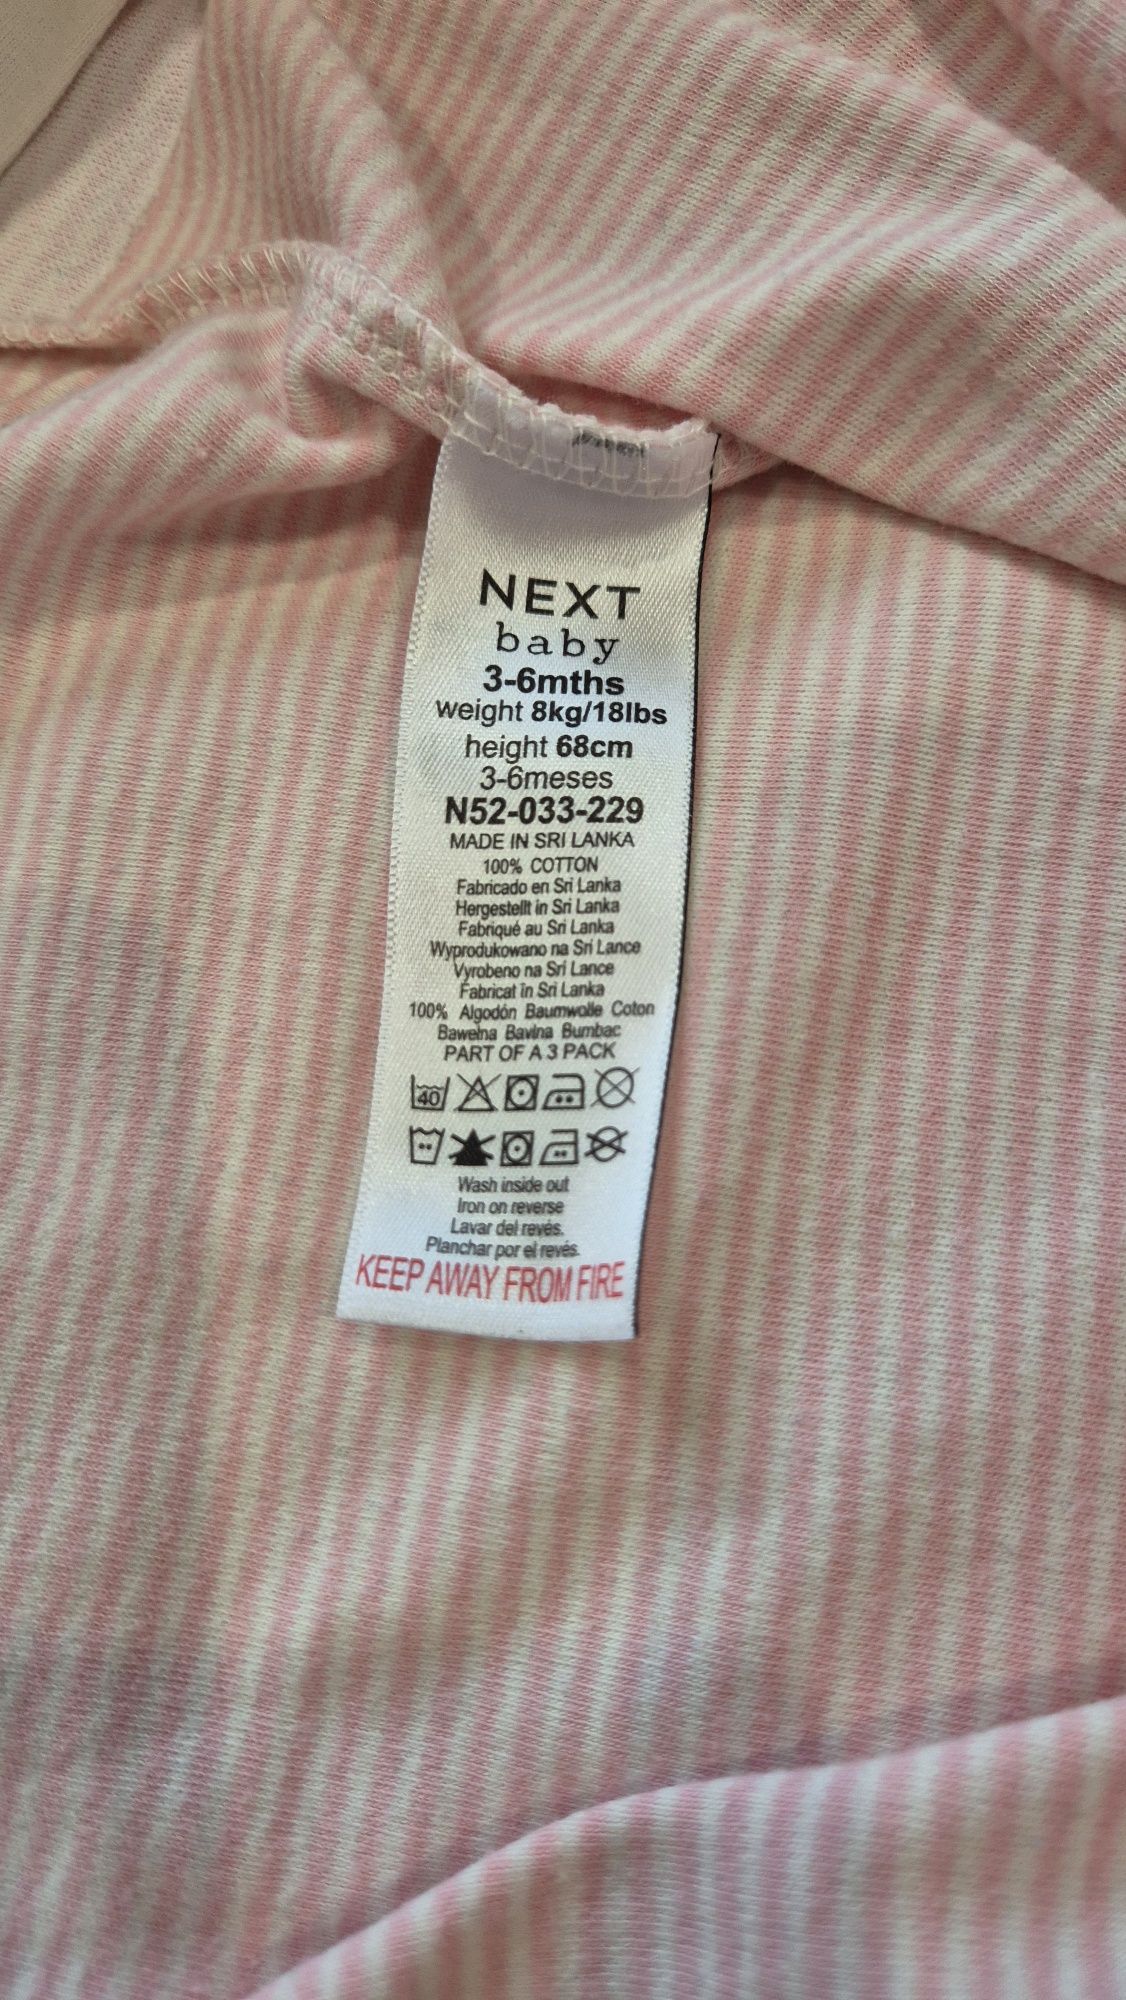 NEXT
baby
3-6mths
weight 8kg/18lbs
height 68cm
3-6meses
N52-033-229
MADE IN SRI LANKA
100% COTTON
Fabricado en Sri Lanka
Hergestellt in Sri Lanka
Fabriqué au Sri Lanka
Wyprodukowano na Sri Lance
Vyrobeno na Srí Lance
Fabricat în Sri Lanka
100% Algodón Baumwolle Coton
Bawełna Bavlna Bumbac
PART OF A 3 PACK
40
Wash inside out
Iron on reverse
Lavar del revés.
Planchar por el revés.
KEEP AWAY FROM FIRE